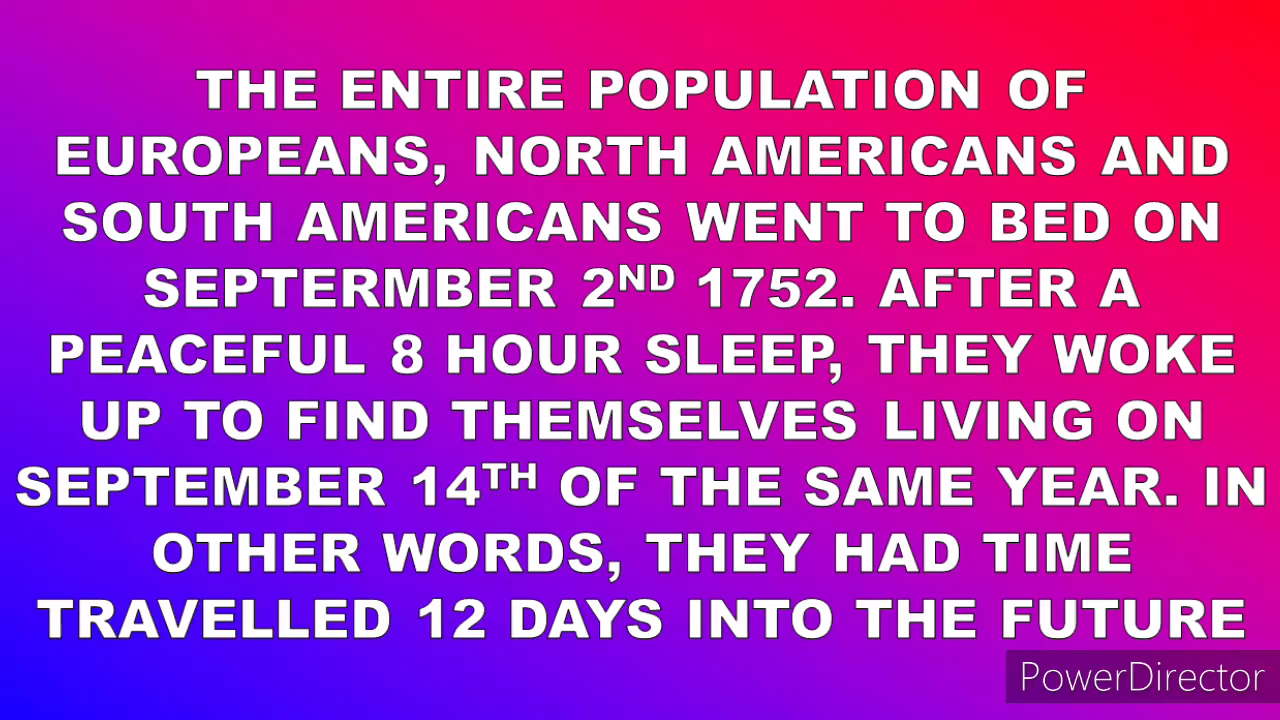 THE ENTIRE POPULATION OF
EUROPEANS, NORTH AMERICANS AND
SOUTH AMERICANS WENT TO BED ON
SEPTERMBER 2ND 1752. AFTER A
PEACEFUL 8 HOUR SLEEP, THEY WOKE
UP TO FIND THEMSELVES LIVING ON
SEPTEMBER 14TH OF THE SAME YEAR. IN
OTHER WORDS, THEY HAD TIME
TRAVELLED 12 DAYS INTO THE FUTURE
PowerDirector